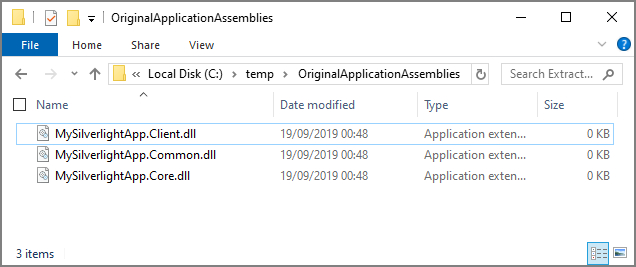 OriginalApplicationAssemblies
File Home Share View
« Local Disk (C:) › temp › OriginalApplicationAssemblies Search Extract...
Name Date modified Type Size
MySilverlightApp.Client.dll 19/09/2019 00:48 Application exten... 0 KB
MySilverlightApp.Common.dll 19/09/2019 00:48 Application exten... 0 KB
MySilverlightApp.Core.dll 19/09/2019 00:48 Application exten... 0 KB
3 items